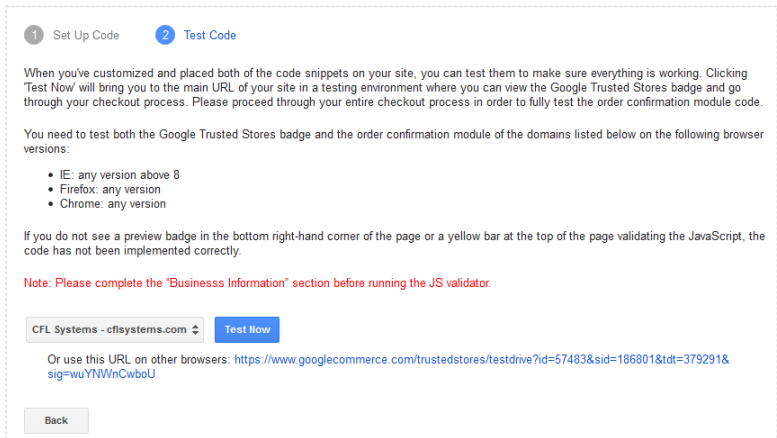 1 Set Up Code 2 Test Code
When you've customized and placed both of the code snippets on your site, you can test them to make sure everything is working. Clicking
'Test Now' will bring you to the main URL of your site in a testing environment where you can view the Google Trusted Stores badge and go
through your checkout process. Please proceed through your entire checkout process in order to fully test the order confirmation module code.
You need to test both the Google Trusted Stores badge and the order confirmation module of the domains listed below on the following browser
versions:
• IE: any version above 8
• Firefox: any version
• Chrome: any version
If you do not see a preview badge in the bottom right-hand corner of the page or a yellow bar at the top of the page validating the JavaScript, the
code has not been implemented correctly.
Note: Please complete the “Businesss Information” section before running the JS validator.
CFL Systems - cflsystems.com Test Now
Or use this URL on other browsers: https://www.googlecommerce.com/trustedstores/testdrive?id=57483&sid=186801&tdt=379291&
sig=wuYNWnCwboU
Back